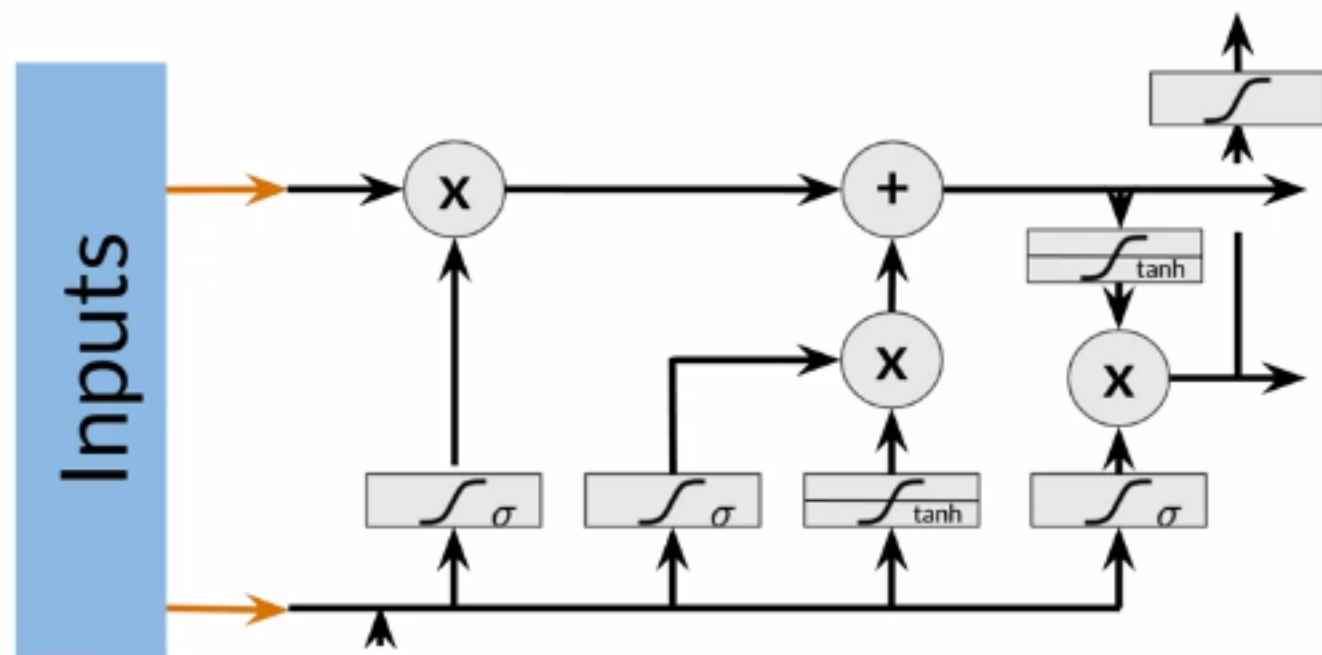 Inputs
x
+
tanh
x
x
σ
σ
tanh
σ